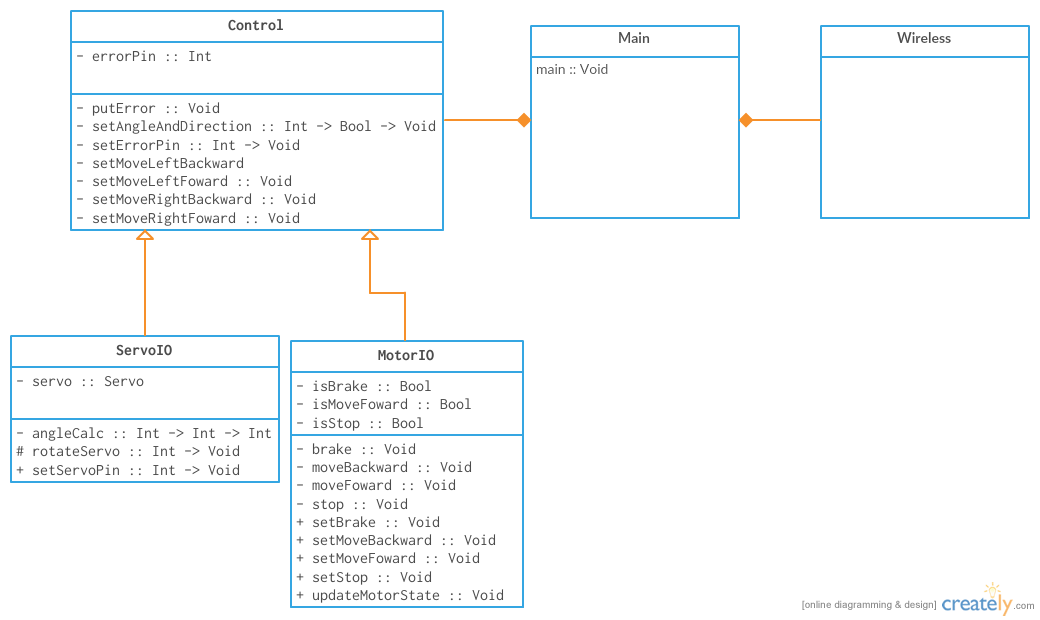 Control
- errorPin :: Int
- putError :: Void
- setAngleAndDirection :: Int -> Bool -> Void
- setErrorPin :: Int -> Void
- setMoveLeftBackward
- setMoveLeftFoward :: Void
- setMoveRightBackward :: Void
- setMoveRightFoward :: Void
Main
main :: Void
Wireless
ServoIO
- servo :: Servo
- angleCalc :: Int -> Int -> Int
# rotateServo :: Int -> Void
+ setServoPin :: Int -> Void
MotorIO
- isBrake :: Bool
- isMoveFoward :: Bool
- isStop :: Bool
- brake :: Void
- moveBackward :: Void
- moveFoward :: Void
- stop :: Void
+ setBrake :: Void
+ setMoveBackward :: Void
+ setMoveFoward :: Void
+ setStop :: Void
+ updateMotorState :: Void
[online diagramming & design] creately.com